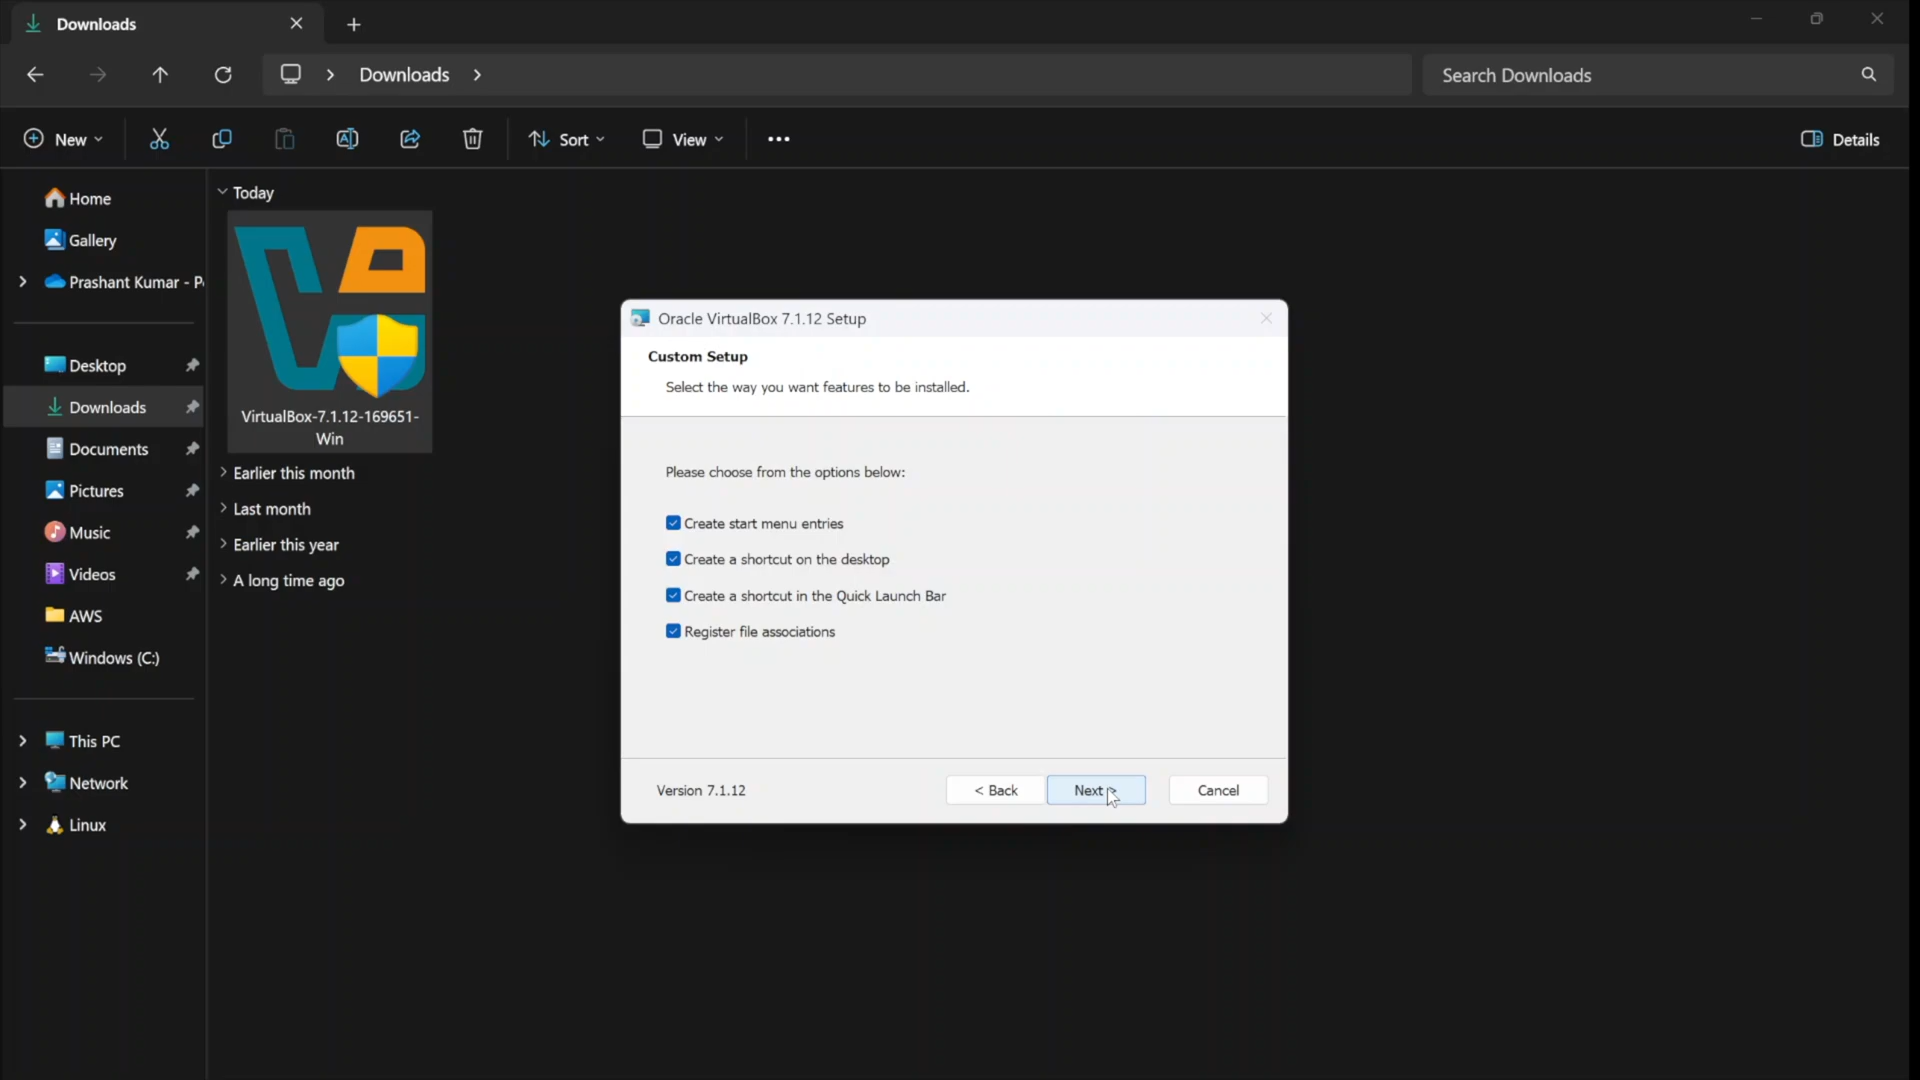 Downloads
Downloads
Search Downloads
New
Sort
View
Details
Home
Gallery
Prashant Kumar - P
Desktop
Downloads
Documents
Pictures
Music
Videos
AWS
Windows (C:)
This PC
Network
Linux
Today
VirtualBox-7.1.12-169651-
Win
Earlier this month
Last month
Earlier this year
A long time ago
Oracle VirtualBox 7.1.12 Setup
Custom Setup
Select the way you want features to be installed.
Please choose from the options below:
Create start menu entries
Create a shortcut on the desktop
Create a shortcut in the Quick Launch Bar
Register file associations
Version 7.1.12
< Back
Next >
Cancel